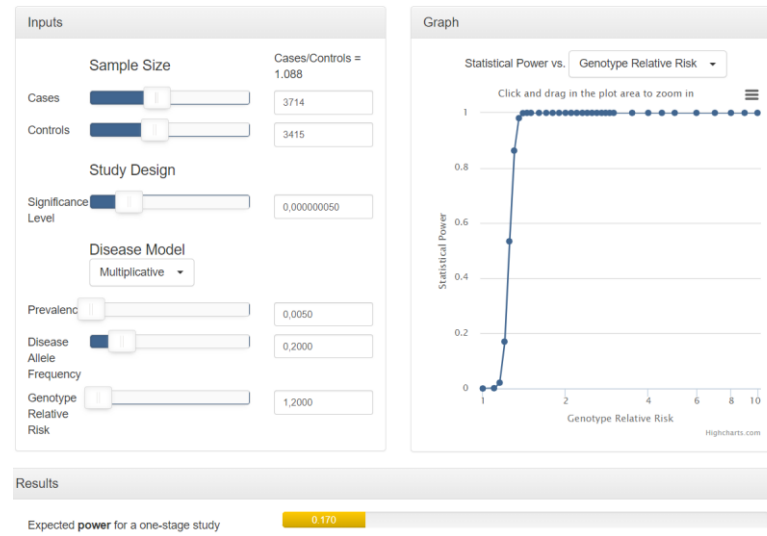 Inputs
Sample Size
Cases/Controls =
1.088
Cases
3714
Controls
3415
Study Design
Significance
Level
0,000000050
Disease Model
Multiplicative
Prevalenc
0,0050
Disease
Allele
Frequency
0,2000
Genotype
Relative
Risk
1,2000
Graph
Statistical Power vs.
Genotype Relative Risk
Click and drag in the plot area to zoom in
Statistical Power
1
0.8
0.6
0.4
0.2
0
1
2
4
6
8
10
Genotype Relative Risk
Highcharts.com
Results
Expected power for a one-stage study
0.170